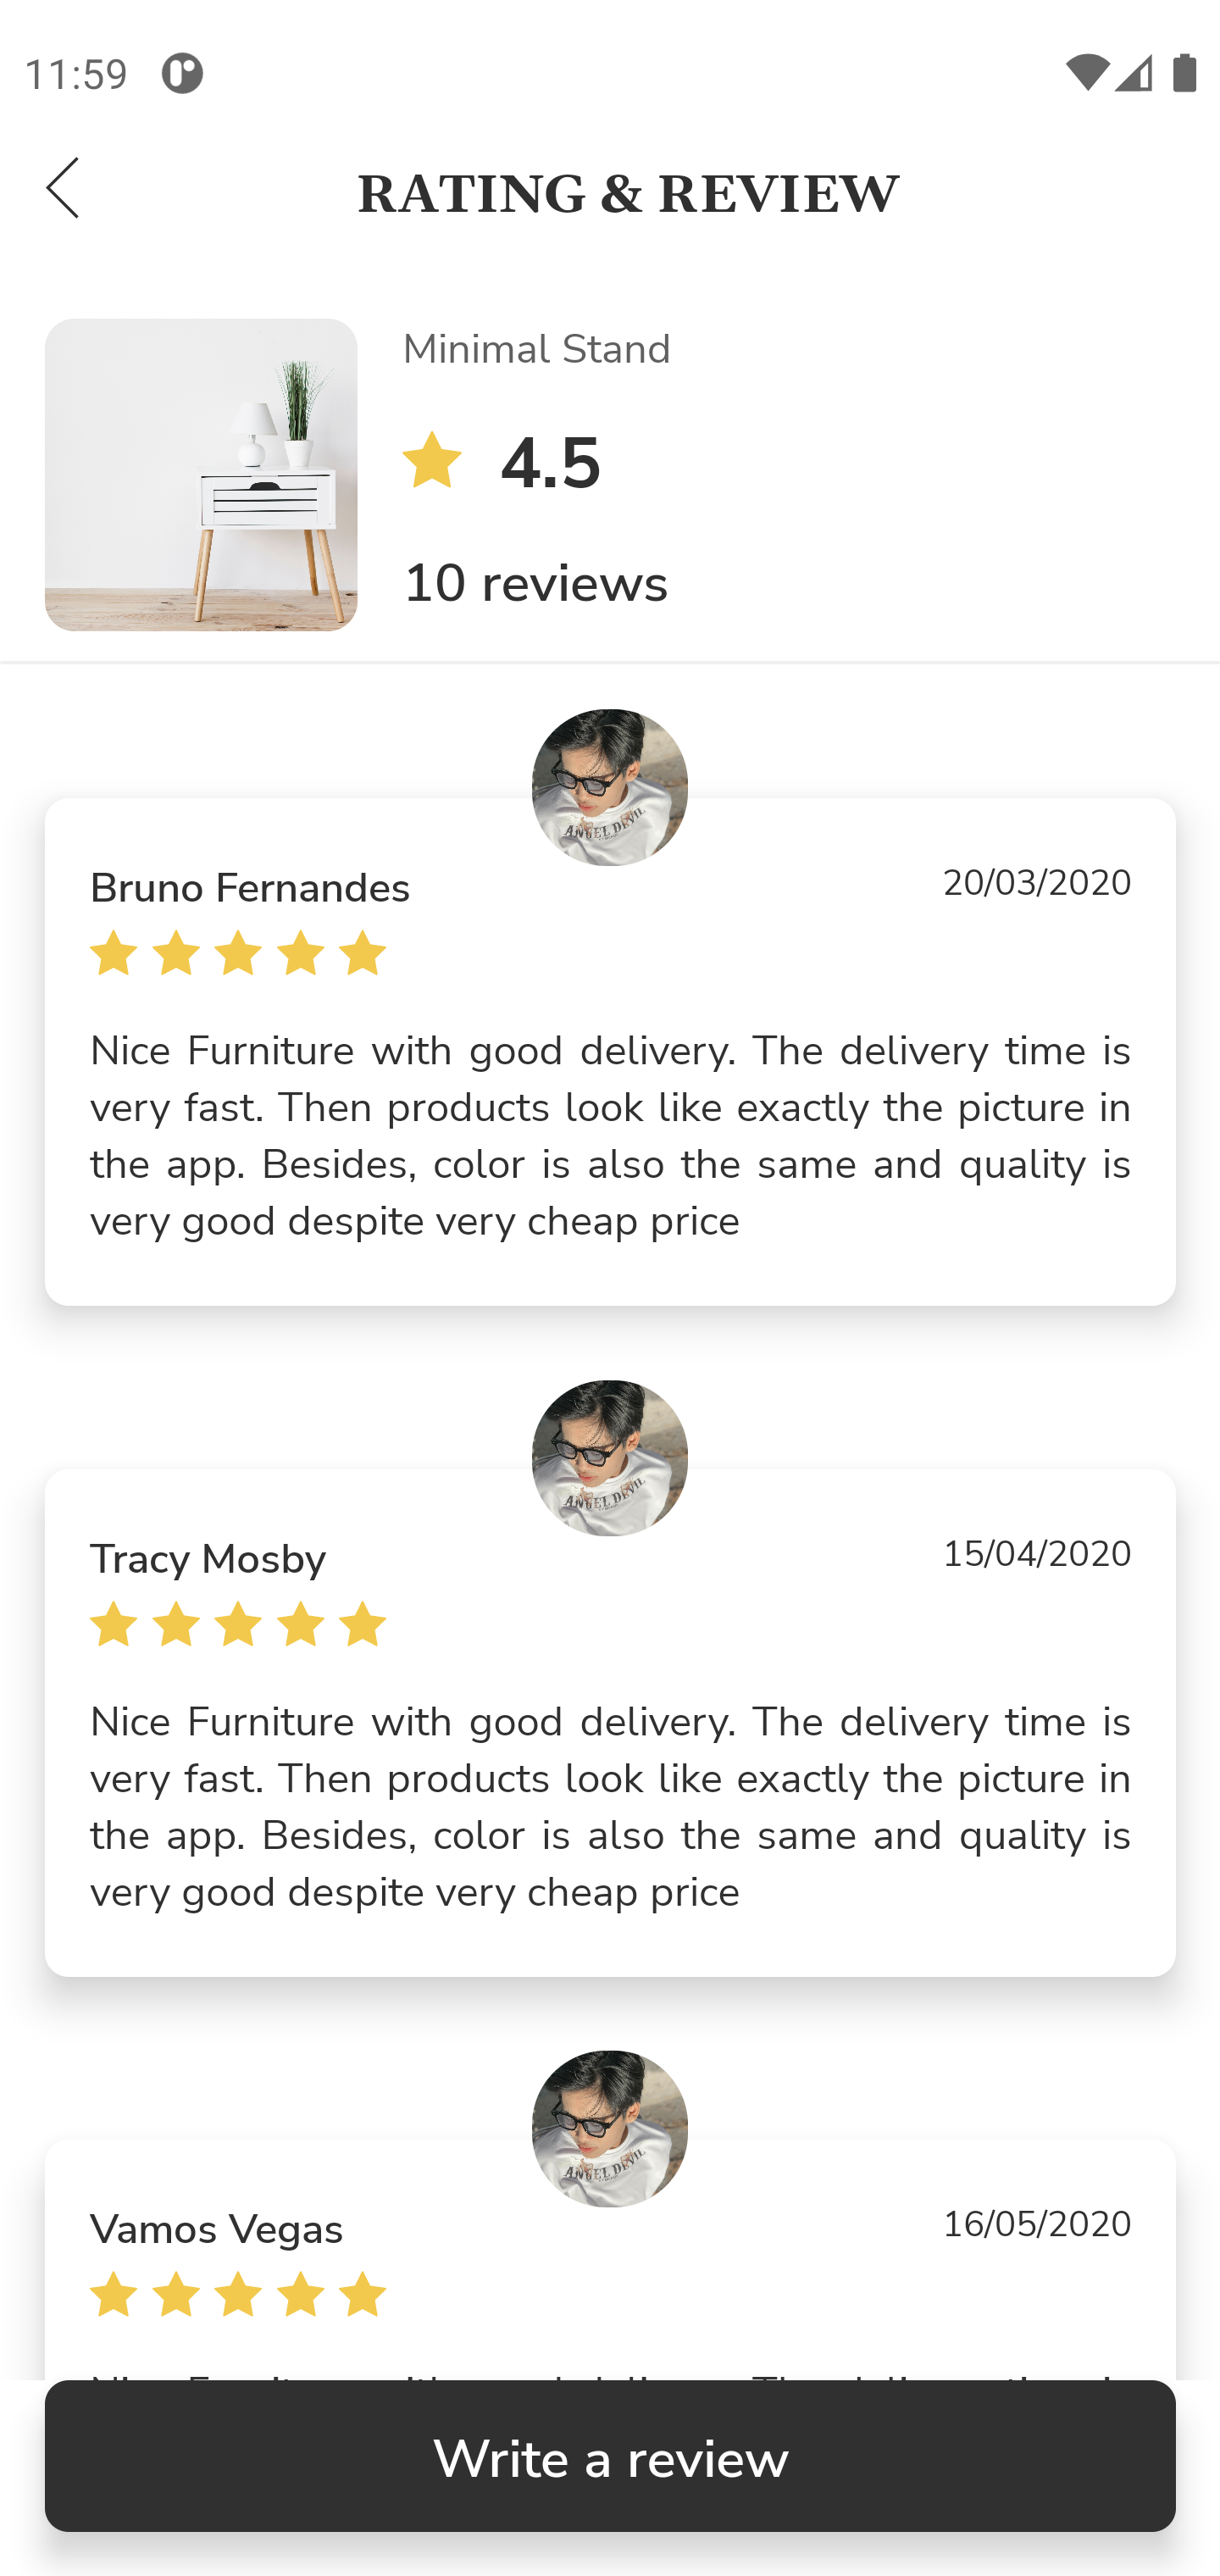 11:59
RATING & REVIEW
Minimal Stand
4.5
10 reviews
ANGEL DEVIL
Bruno Fernandes
20/03/2020
Nice Furniture with good delivery. The delivery time is
very fast. Then products look like exactly the picture in
the app. Besides, color is also the same and quality is
very good despite very cheap price
ANGEL DEVIL
Tracy Mosby
15/04/2020
Nice Furniture with good delivery. The delivery time is
very fast. Then products look like exactly the picture in
the app. Besides, color is also the same and quality is
very good despite very cheap price
ANGEL DEVIL
Vamos Vegas
16/05/2020
Write a review